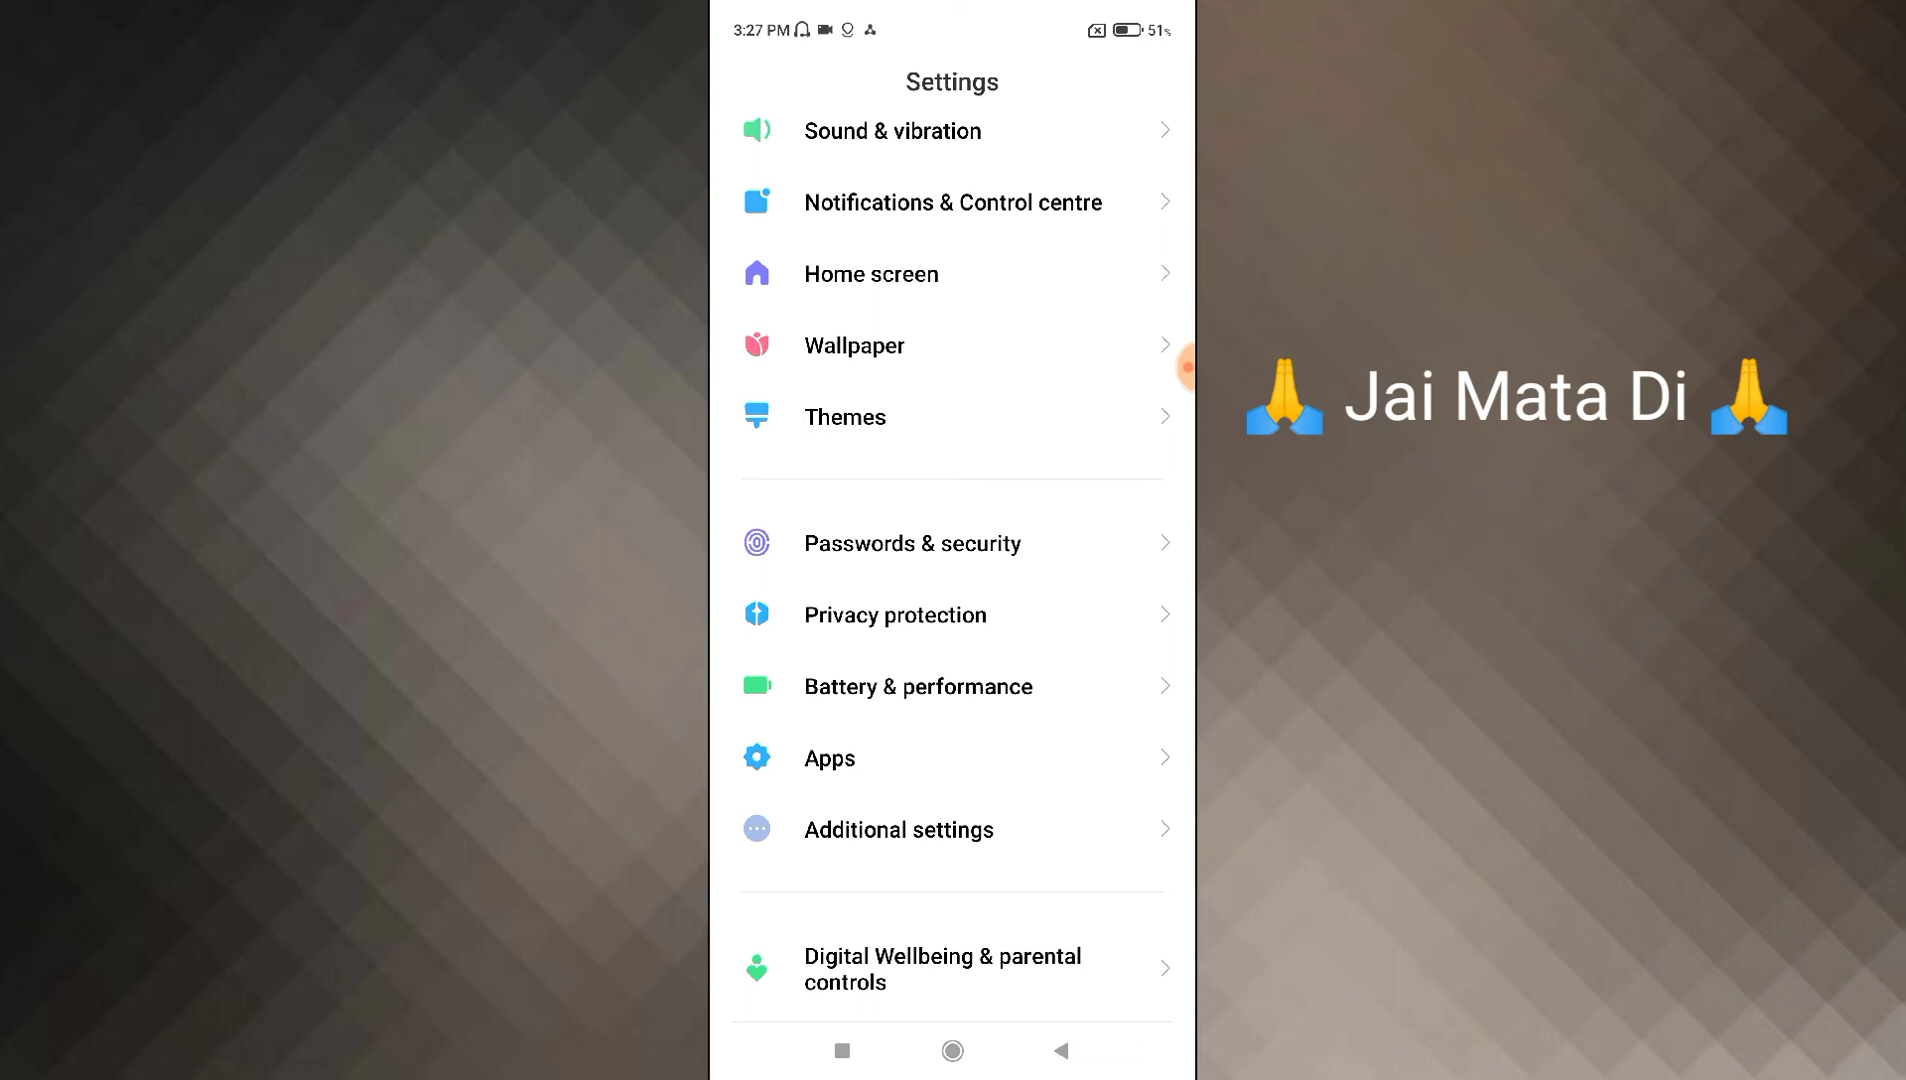 3:27 PM
51%
Settings
Sound & vibration
Notifications & Control centre
Home screen
Wallpaper
Themes
🙏 Jai Mata Di 🙏
Passwords & security
Privacy protection
Battery & performance
Apps
Additional settings
Digital Wellbeing & parental
controls